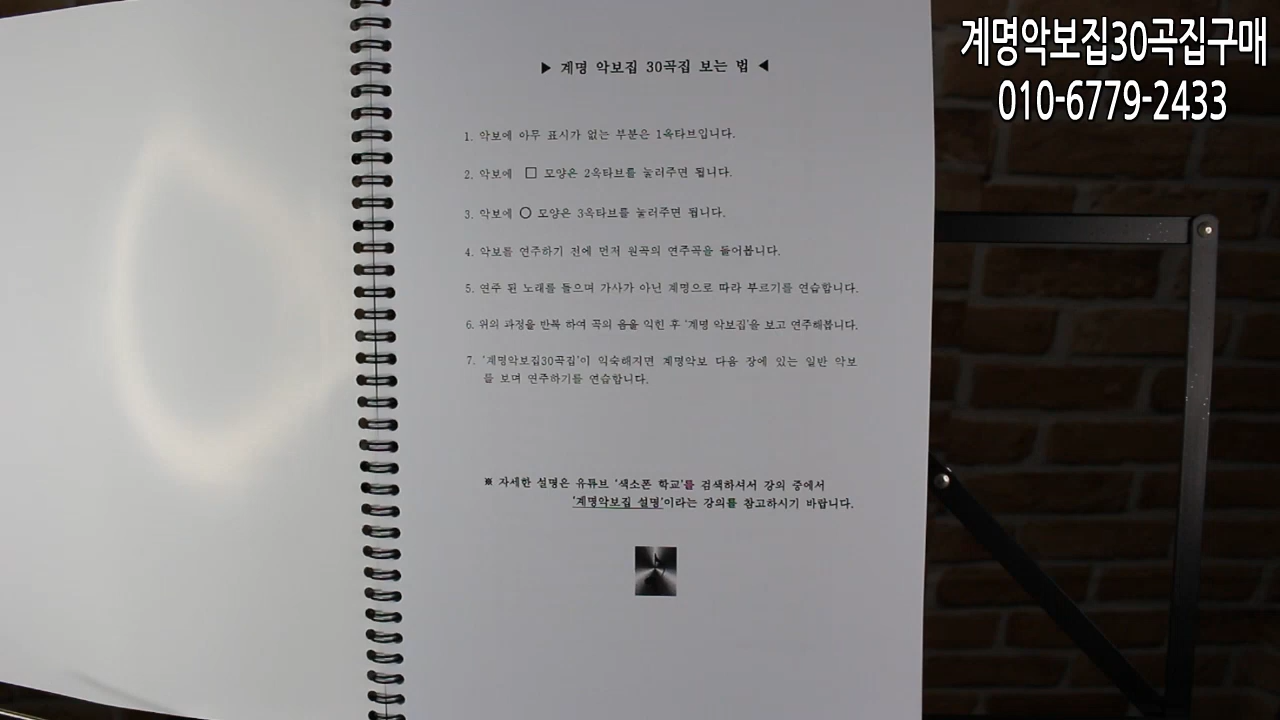 계명악보집30곡집구매
010-6779-2433
▶ 계명 악보집 30곡집 보는 법 ◀
1. 악보에 아무 표시가 없는 부분은 1옥타브입니다.
2. 악보에 □ 모양은 2옥타브를 눌러주면 됩니다.
3. 악보에 ○ 모양은 3옥타브를 눌러주면 됩니다.
4. 악보를 연주하기 전에 먼저 원곡의 연주곡을 들어봅니다.
5. 연주 된 노래를 들으며 가사가 아닌 계명으로 따라 부르기를 연습합니다.
6. 위의 과정을 반복 하여 곡의 음을 익힌 후 '계명 악보집'을 보고 연주해봅니다.
7. '계명악보집30곡집'이 익숙해지면 계명악보 다음 장에 있는 일반 악보
를 보며 연주하기를 연습합니다.
※ 자세한 설명은 유튜브 '색소폰 학교'를 검색하셔서 강의 중에서
'계명악보집 설명'이라는 강의를 참고하시기 바랍니다.